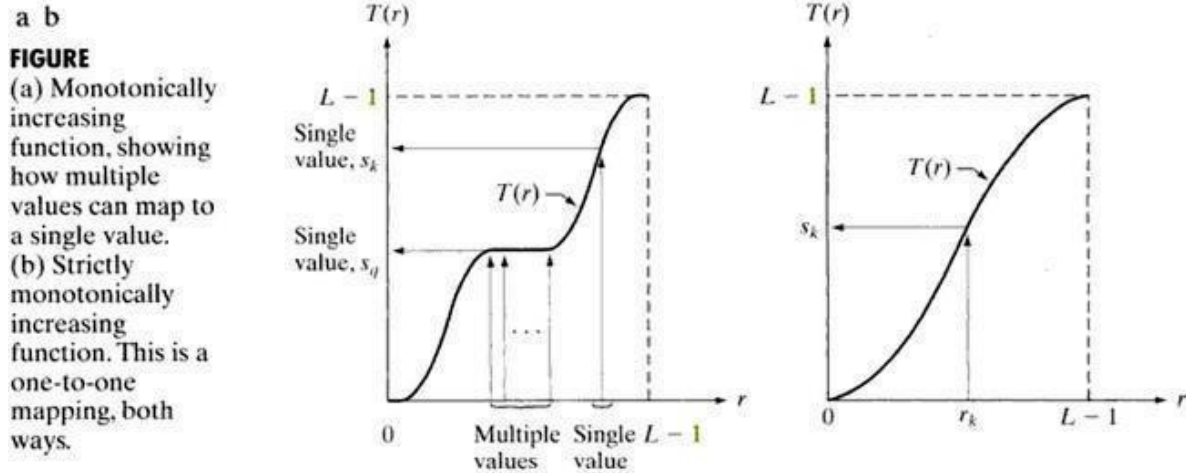 a b
FIGURE
(a) Monotonically
increasing
function, showing
how multiple
values can map to
a single value.
(b) Strictly
monotonically
increasing
function. This is a
one-to-one
mapping, both
ways.
T(r)
L − 1
Single
value, s_k
T(r)
Single
value, s_q
...
r
0
Multiple
values
Single
value
L − 1
T(r)
L − 1
T(r)
s_k
r
0
r_k
L − 1